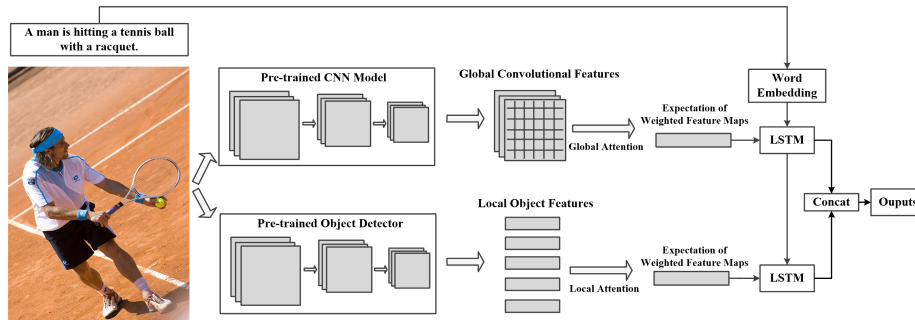 A man is hitting a tennis ball
with a racquet.
Pre-trained CNN Model
Global Convolutional Features
Global Attention
Expectation of
Weighted Feature Maps
Word
Embedding
LSTM
Concat
Ouputs
Pre-trained Object Detector
Local Object Features
Local Attention
Expectation of
Weighted Feature Maps
LSTM